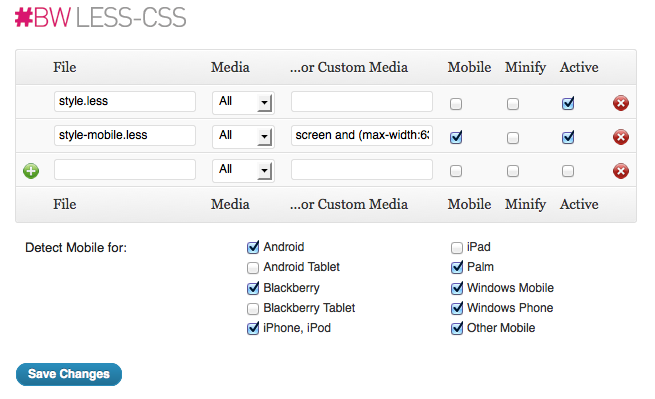 #BW LESS-CSS
File Media ...or Custom Media Mobile Minify Active
style.less All
style-mobile.less All screen and (max-width:63
All
File Media ...or Custom Media Mobile Minify Active
Detect Mobile for:
Android
Android Tablet
Blackberry
Blackberry Tablet
iPhone, iPod
iPad
Palm
Windows Mobile
Windows Phone
Other Mobile
Save Changes